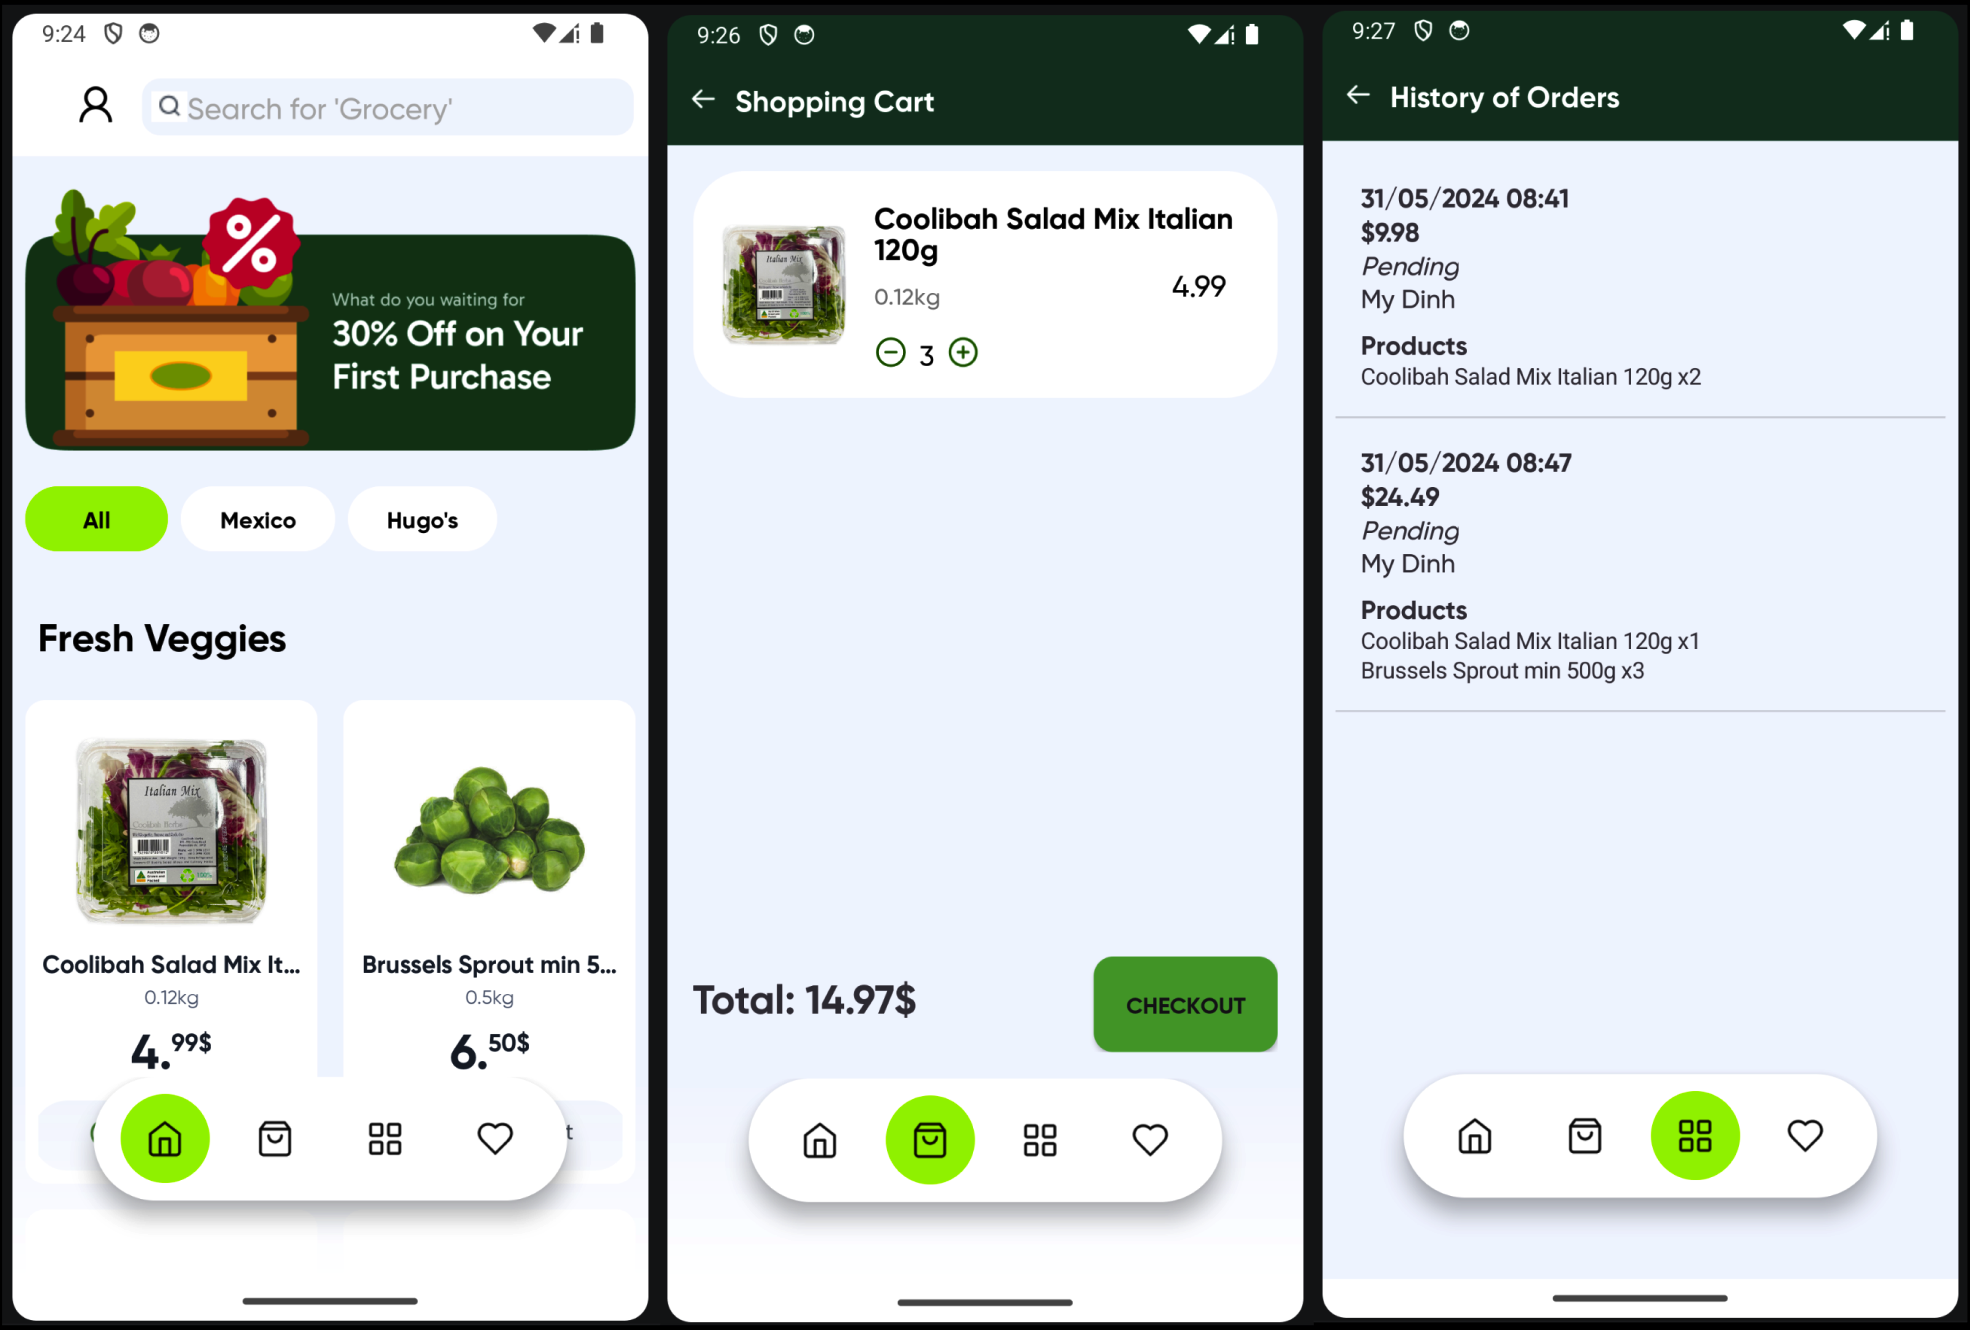 9:24
Search for 'Grocery'
What do you waiting for
30% Off on Your
First Purchase
All
Mexico
Hugo's
Fresh Veggies
Italian Mix
Coolibah Herbs
Coolibah Salad Mix It...
0.12kg
4.99$
Brussels Sprout min 5...
0.5kg
6.50$
t
9:26
Shopping Cart
Italian Mix
Coolibah Salad Mix Italian
120g
0.12kg
4.99
3
Total: 14.97$
CHECKOUT
9:27
History of Orders
31/05/2024 08:41
$9.98
Pending
My Dinh
Products
Coolibah Salad Mix Italian 120g x2
31/05/2024 08:47
$24.49
Pending
My Dinh
Products
Coolibah Salad Mix Italian 120g x1
Brussels Sprout min 500g x3